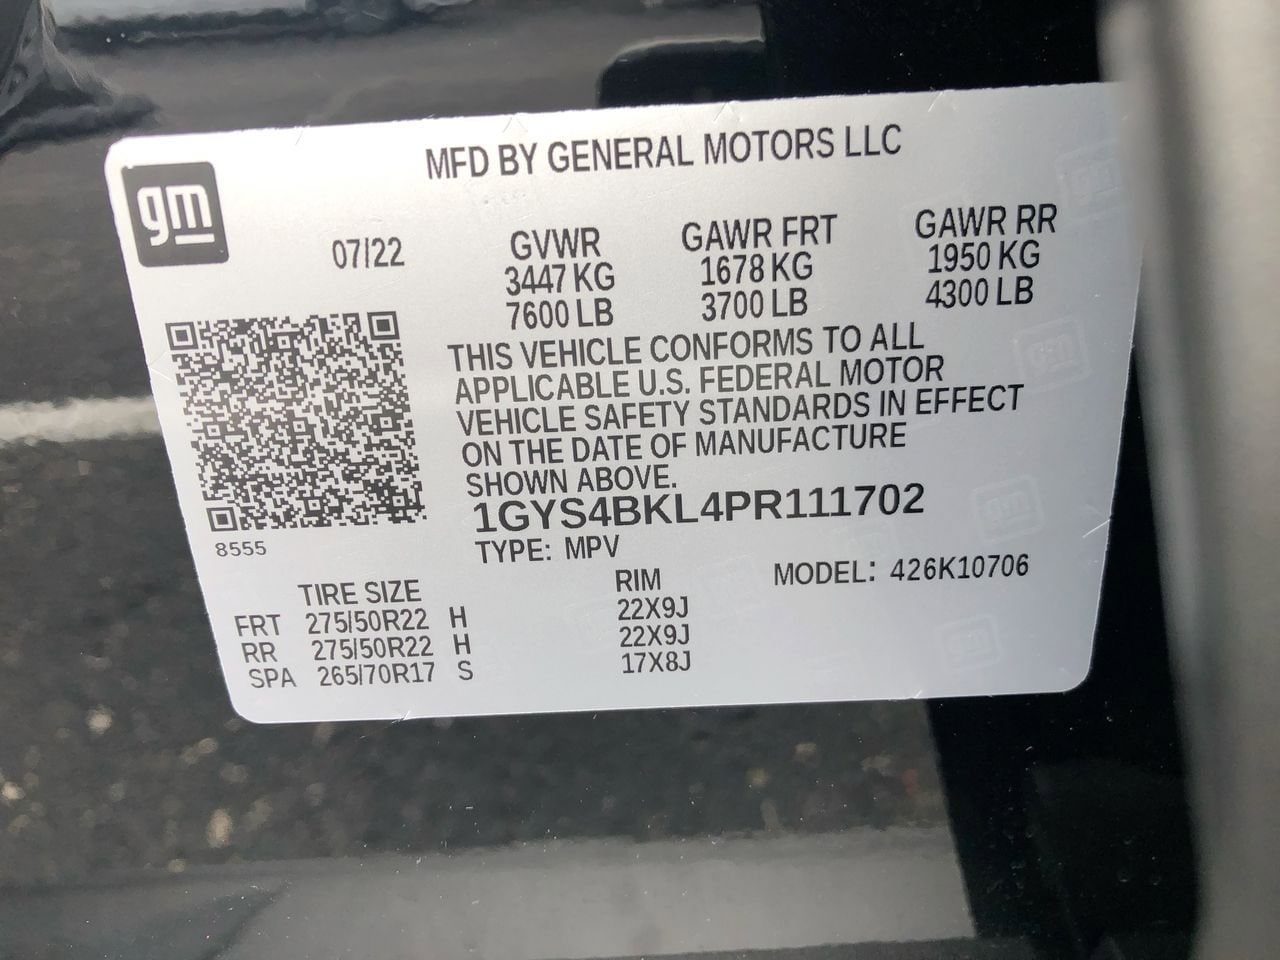 MFD BY GENERAL MOTORS LLC
gm
07/22
GVWR GAWR FRT GAWR RR
3447 KG 1678 KG 1950 KG
7600 LB 3700 LB 4300 LB
THIS VEHICLE CONFORMS TO ALL
APPLICABLE U.S. FEDERAL MOTOR
VEHICLE SAFETY STANDARDS IN EFFECT
ON THE DATE OF MANUFACTURE
SHOWN ABOVE.
1GYS4BKL4PR111702
8555
TYPE: MPV
MODEL: 426K10706
TIRE SIZE RIM
FRT 275/50R22 H 22X9J
RR 275/50R22 H 22X9J
SPA 265/70R17 S 17X8J